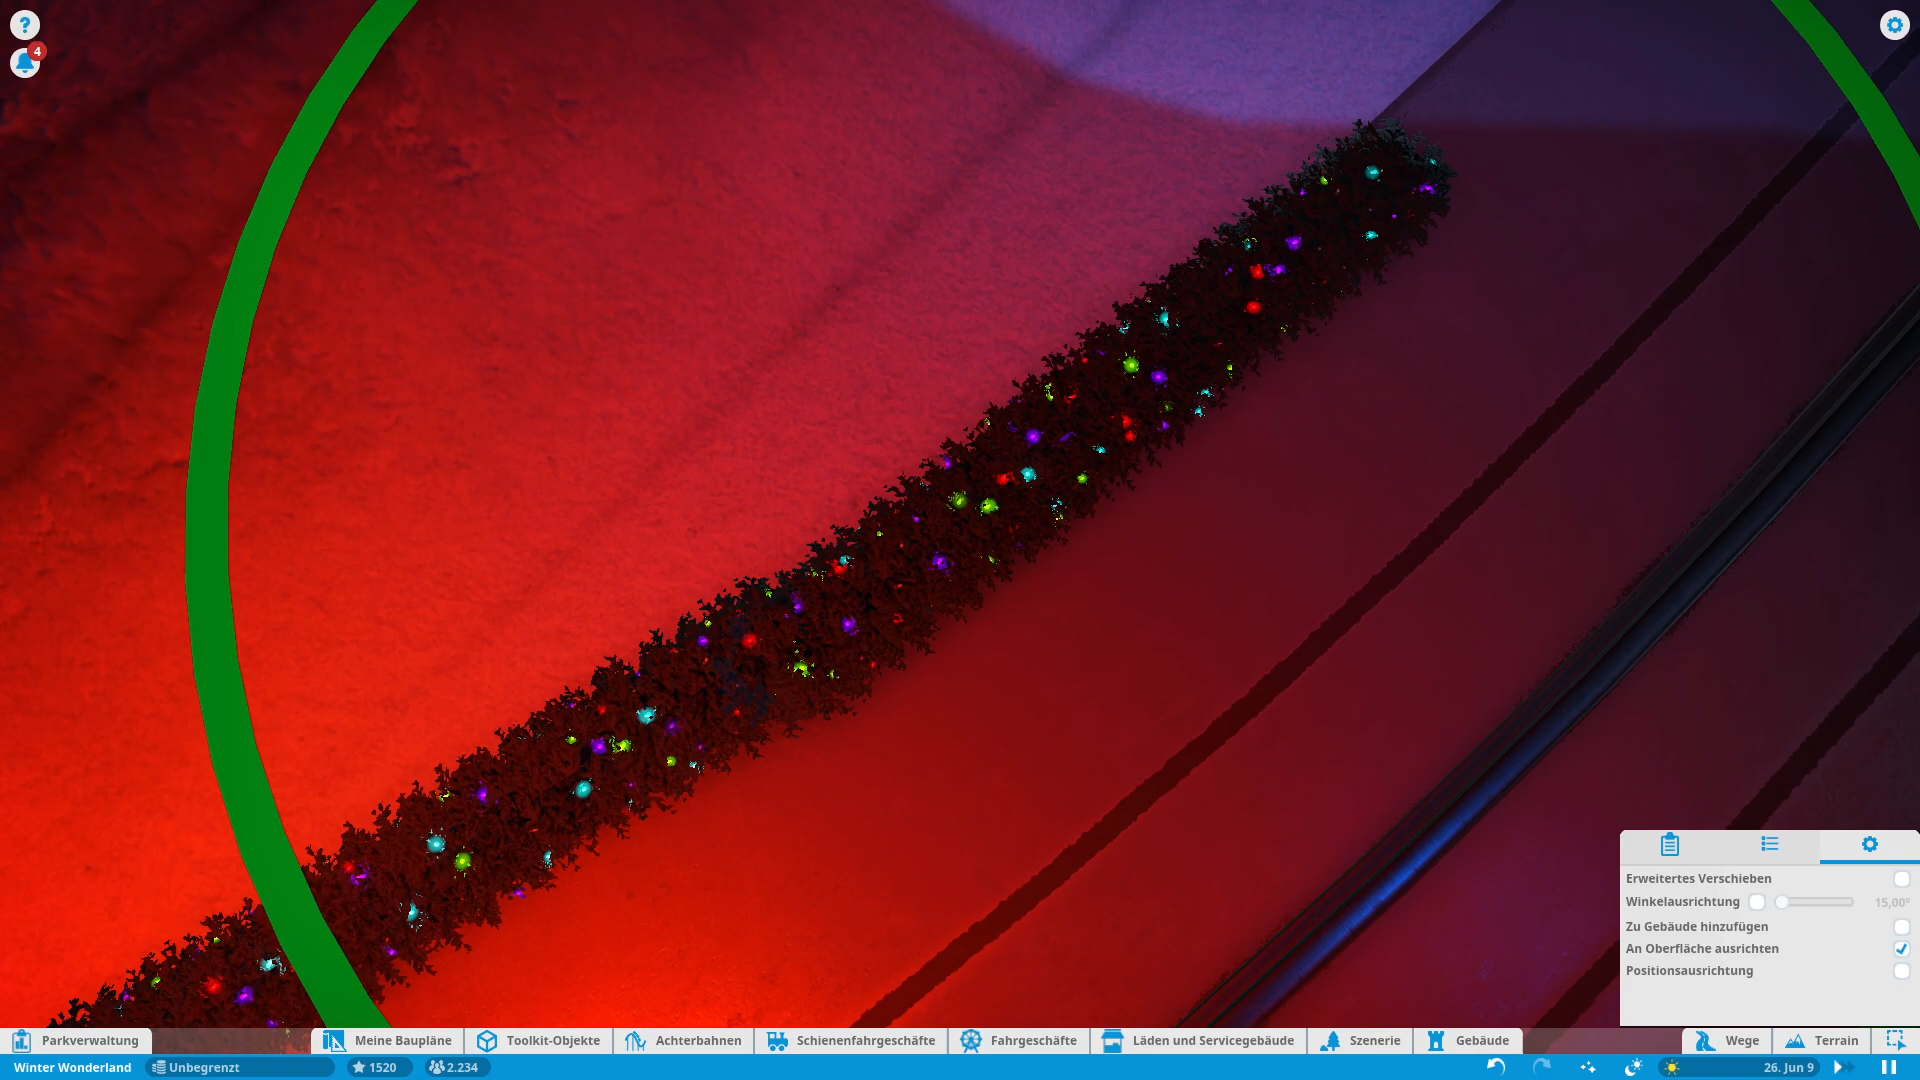 ?
4
Erweitertes Verschieben
Winkelausrichtung 15,00°
Zu Gebäude hinzufügen
An Oberfläche ausrichten
Positionsausrichtung
Parkverwaltung Meine Baupläne Toolkit-Objekte Achterbahnen Schienenfahrgeschäfte Fahrgeschäfte Läden und Servicegebäude Szenerie Gebäude Wege Terrain
Winter Wonderland Unbegrenzt 1520 2.234 26. Jun 9